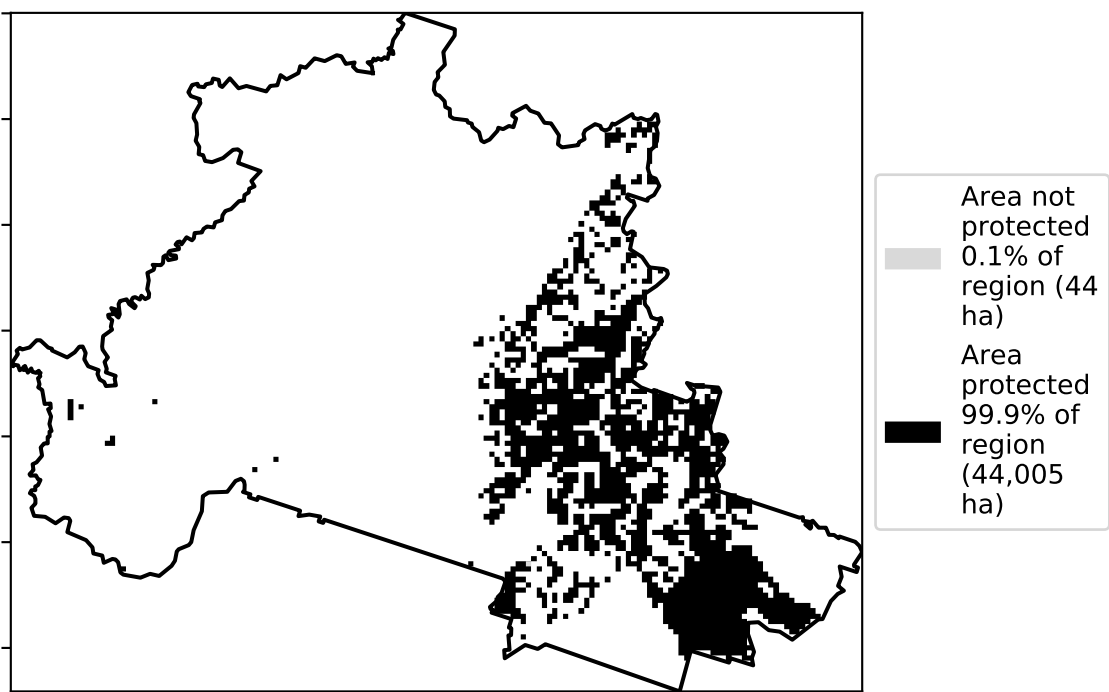 Area not
protected
0.1% of
region (44
ha)
Area
protected
99.9% of
region
(44,005
ha)